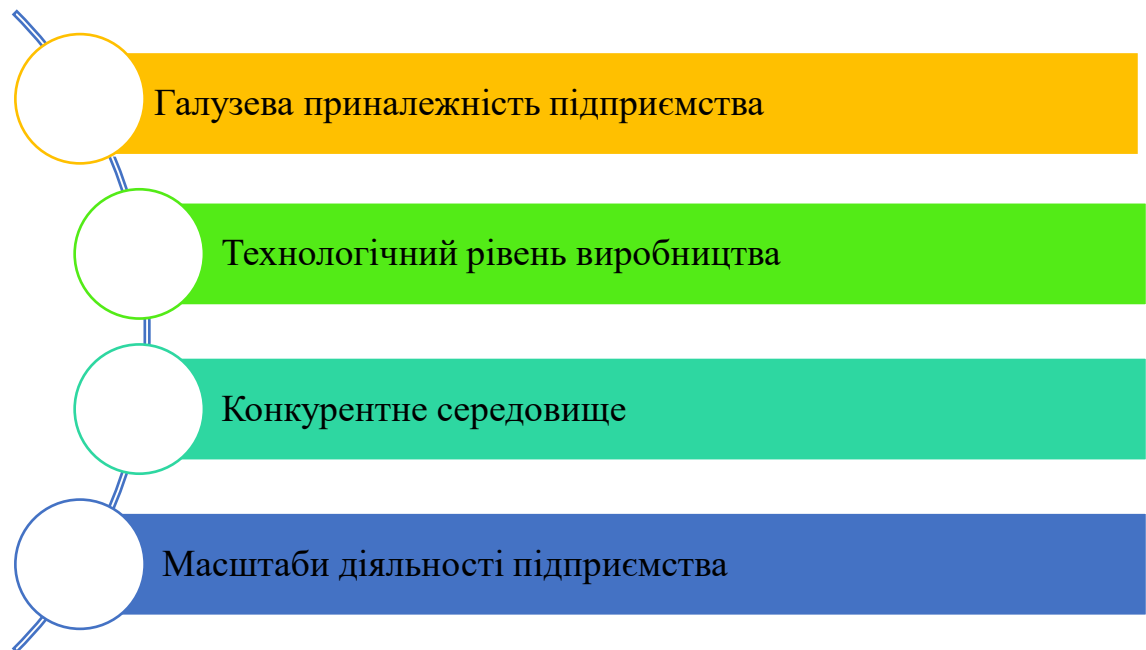 Галузева приналежність підприємства
Технологічний рівень виробництва
Конкурентне середовище
Масштаби діяльності підприємства